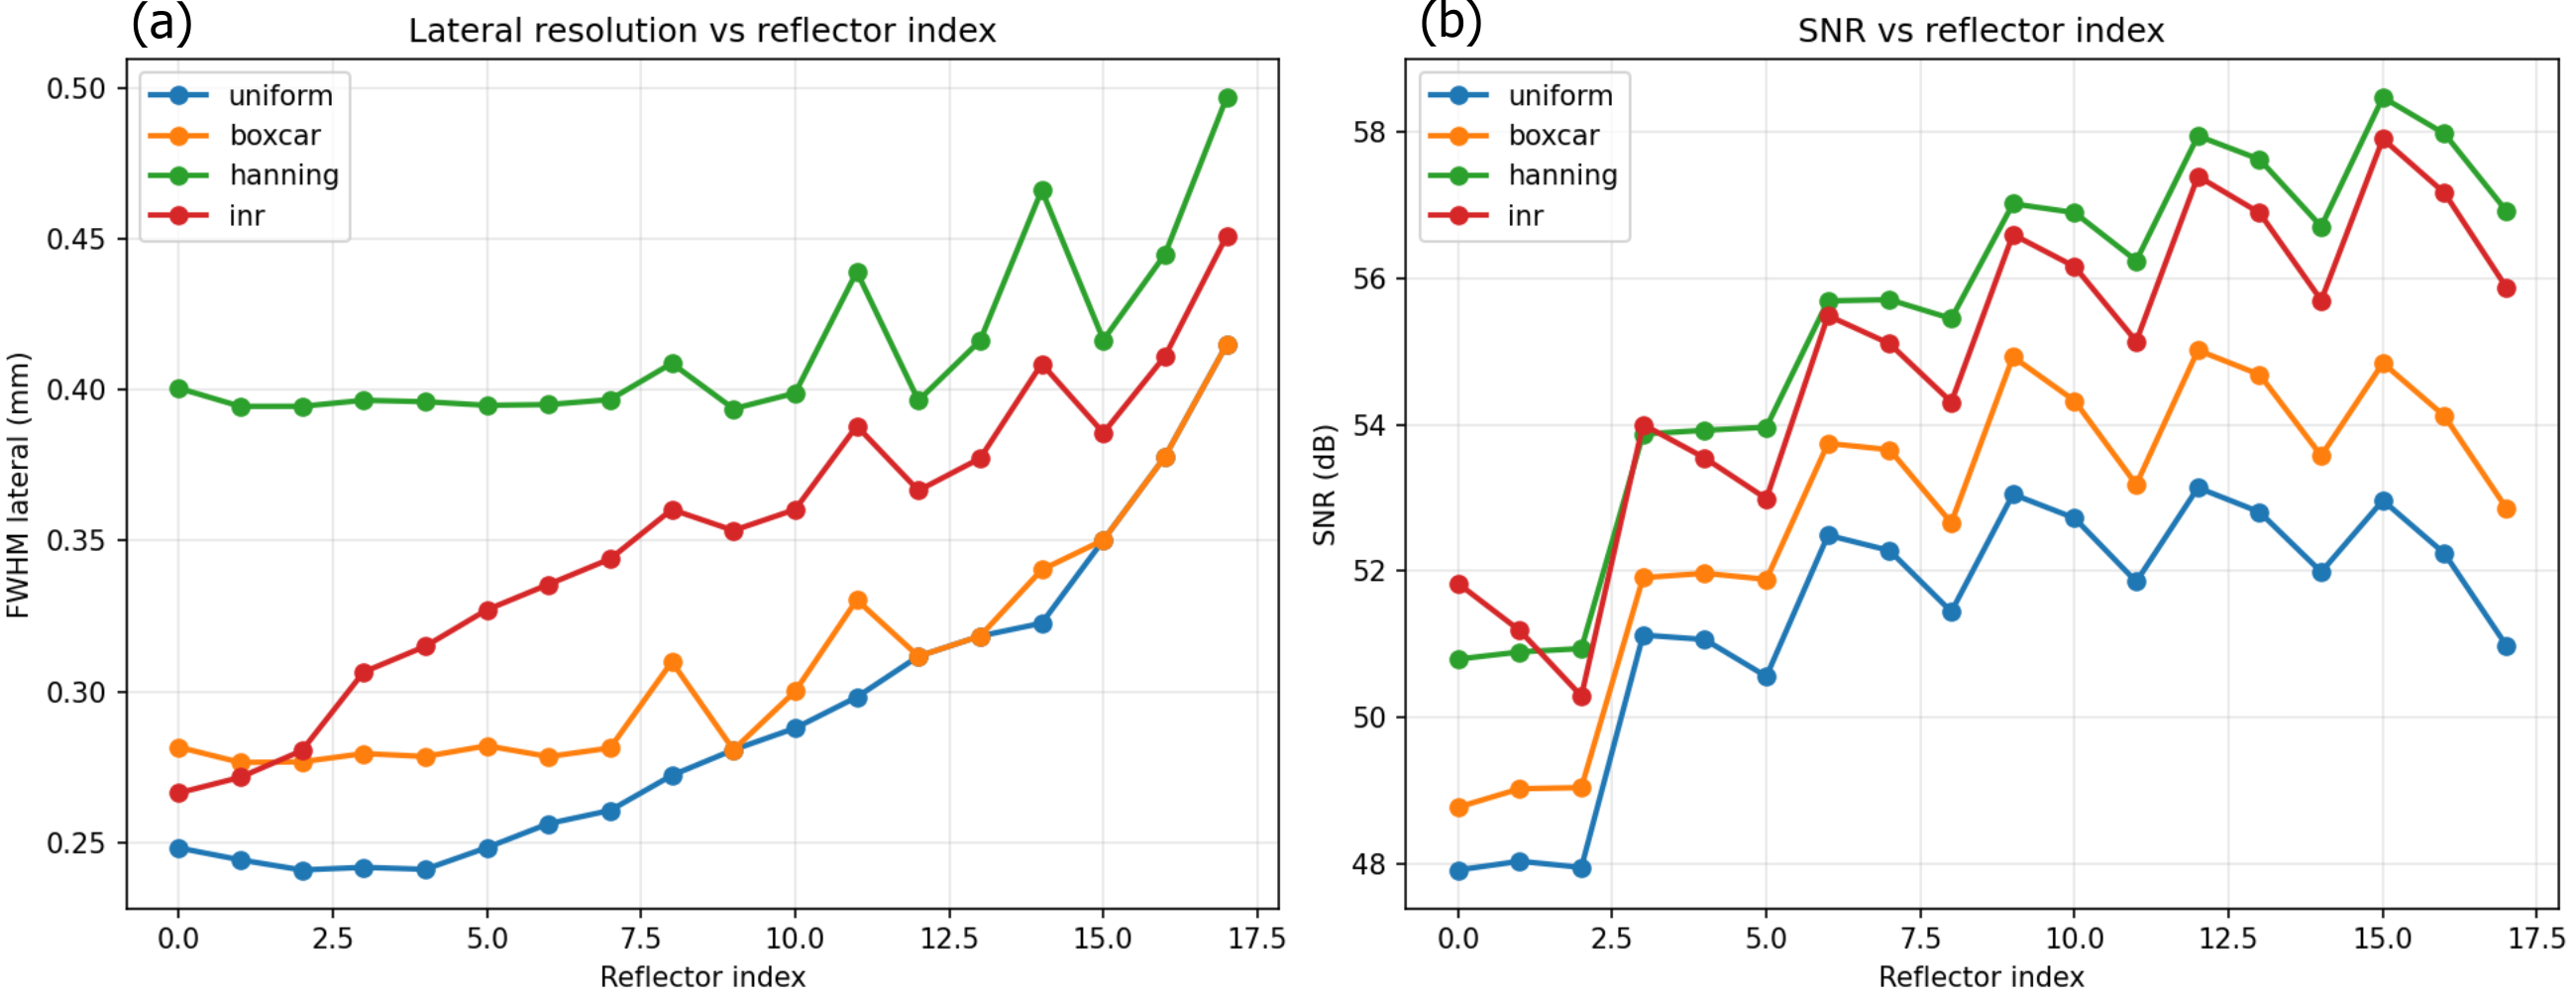 (a)
Lateral resolution vs reflector index
uniform
boxcar
hanning
inr
0.50
0.45
0.40
0.35
0.30
0.25
FWHM lateral (mm)
0.0 2.5 5.0 7.5 10.0 12.5 15.0 17.5
Reflector index
(b)
SNR vs reflector index
uniform
boxcar
hanning
inr
58
56
54
52
50
48
SNR (dB)
0.0 2.5 5.0 7.5 10.0 12.5 15.0 17.5
Reflector index